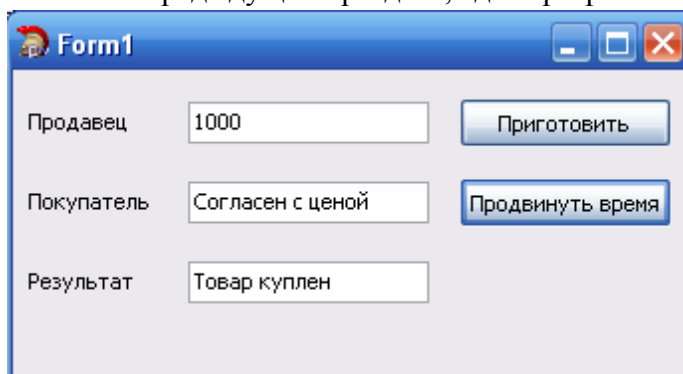 Form1
Продавец 1000 Приготовить
Покупатель Согласен с ценой Продвинуть время
Результат Товар куплен